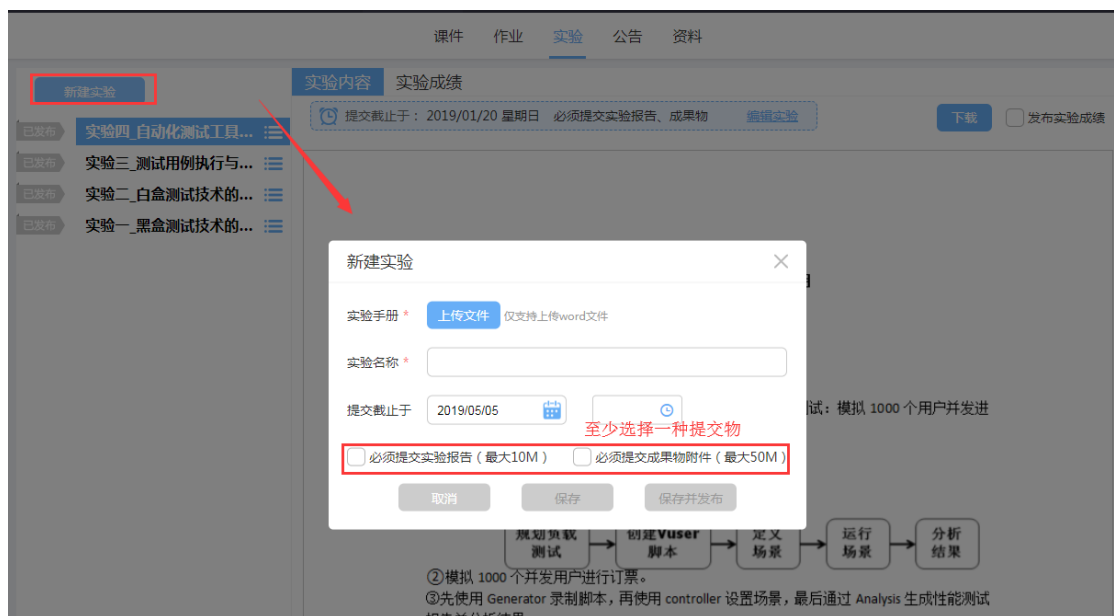 课件 作业 实验 公告 资料
新建实验
实验内容 实验成绩
提交截止于： 2019/01/20 星期日 必须提交实验报告、成果物 编辑实验
下载 发布实验成绩
已发布 实验四_自动化测试工具...
已发布 实验三_测试用例执行与...
已发布 实验二_白盒测试技术的...
已发布 实验一_黑盒测试技术的...
新建实验
实验手册 * 上传文件 仅支持上传word文件
实验名称 *
提交截止于 2019/05/05
试：模拟 1000 个用户并发进
至少选择一种提交物
必须提交实验报告（最大10M） 必须提交成果物附件（最大50M）
取消 保存 保存并发布
规划负载测试 创建Vuser脚本 定义场景 运行场景 分析结果
②模拟 1000 个并发用户进行订票。
③先使用 Generator 录制脚本，再使用 controller 设置场景，最后通过 Analysis 生成性能测试